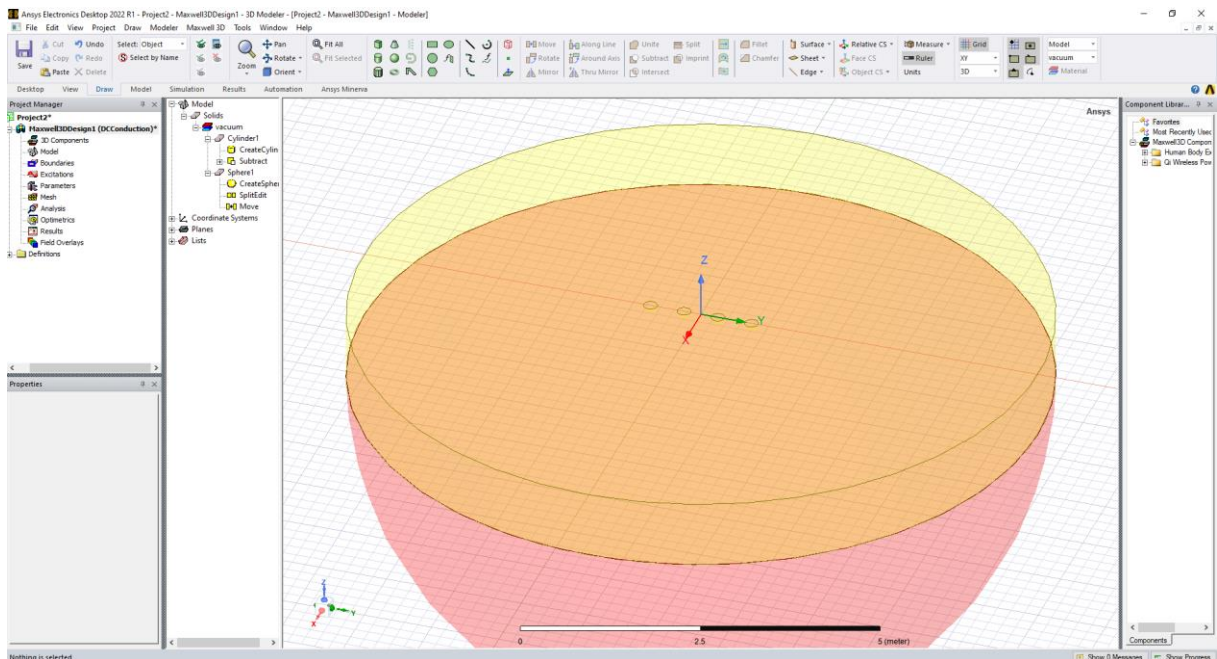 Ansys Electronics Desktop 2022 R1 - Project2 - Maxwell3DDesign1 - 3D Modeler - [Project2 - Maxwell3DDesign1 - Modeler]
File Edit View Project Draw Modeler Maxwell 3D Tools Window Help
Save
Cut Undo
Copy Redo
Paste Delete
Select: Object
Select by Name
Zoom
Pan
Rotate
Orient
Fit All
Fit Selected
Move Along Line Unite Split Fillet
Rotate Around Axis Subtract Imprint Chamfer
Mirror Thru Mirror Intersect
Surface Relative CS Measure Grid
Sheet Face CS Ruler XY
Edge Object CS Units 3D
Model
vacuum
Material
Desktop View Draw Model Simulation Results Automation Ansys Minerva
Project Manager
Project2*
Maxwell3DDesign1 (DCConduction)*
3D Components
Model
Boundaries
Excitations
Parameters
Mesh
Analysis
Optimetrics
Results
Field Overlays
Definitions
Properties
Model
Solids
vacuum
Cylinder1
CreateCylin
Subtract
Sphere1
CreateSpher
SplitEdit
Move
Coordinate Systems
Planes
Lists
Ansys
Z
Y
X
Z
Y
X
0 2.5 5 (meter)
Component Librar...
Favorites
Most Recently Used
Maxwell3D Compon
Human Body Ex
Qi Wireless Pow
Components
Nothing is selected
Show 0 Messages Show Progress